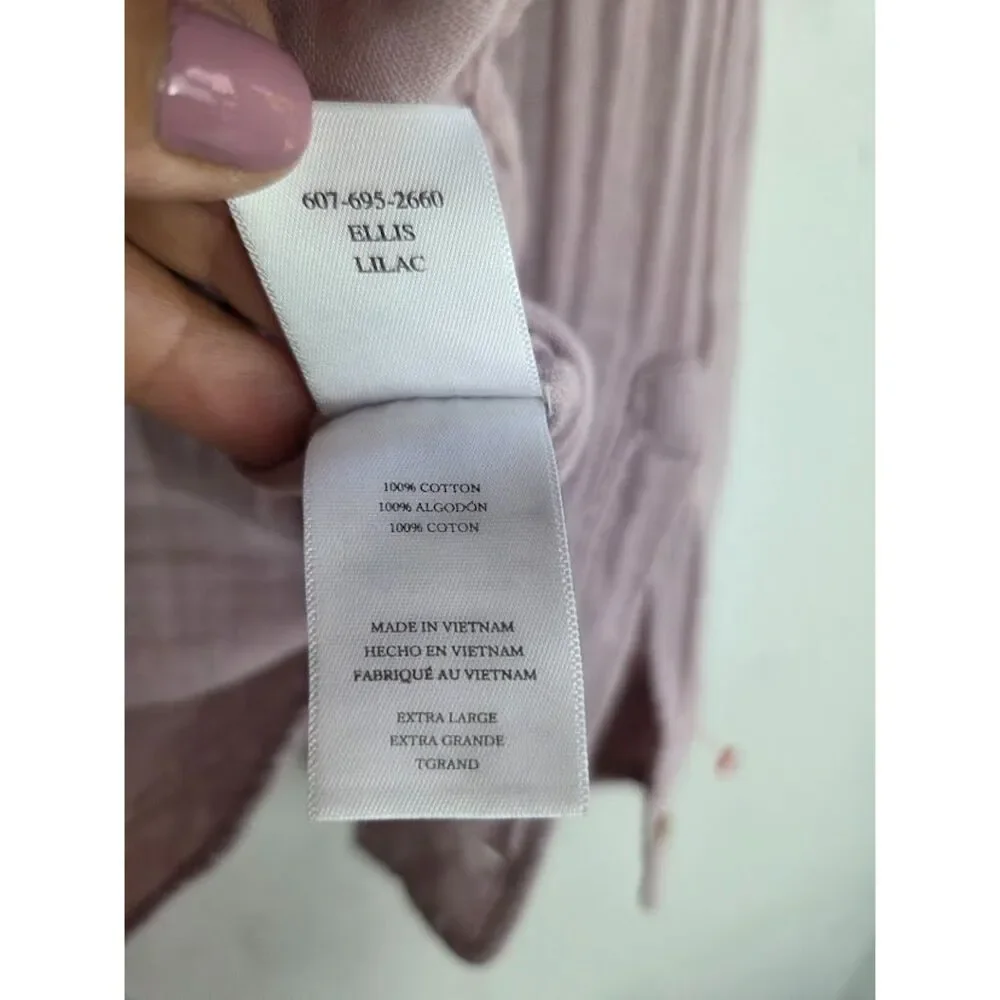 607-695-2660
ELLIS
LILAC
100% COTTON
100% ALGODÓN
100% COTON
MADE IN VIETNAM
HECHO EN VIETNAM
FABRIQUÉ AU VIETNAM
EXTRA LARGE
EXTRA GRANDE
TGRAND